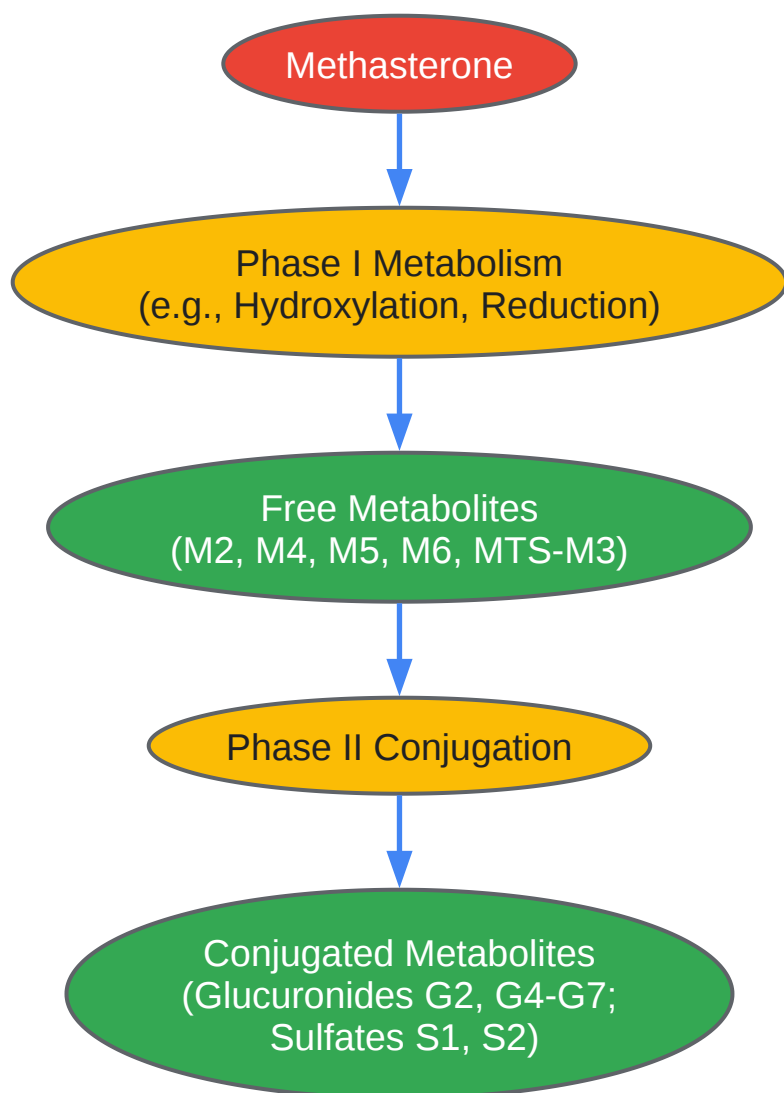 Methasterone
Phase I Metabolism
(e.g., Hydroxylation, Reduction)
Free Metabolites
(M2, M4, M5, M6, MTS-M3)
Phase II Conjugation
Conjugated Metabolites
(Glucuronides G2, G4-G7;
Sulfates S1, S2)